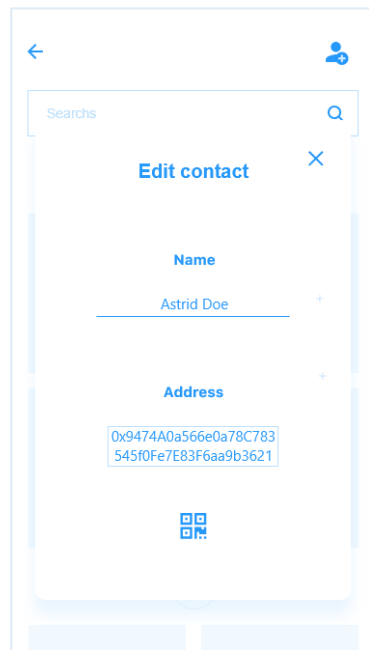 Searchs
Edit contact
Name
Astrid Doe
Address
0x9474A0a566e0a78C783
545f0Fe7E83F6aa9b3621